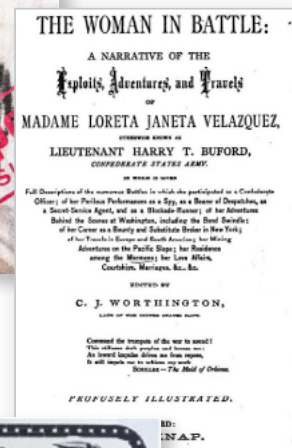 THE WOMAN IN BATTLE:
A NARRATIVE OF THE
Exploits, Adventures, and Travels
OF
MADAME LORETA JANETA VELAZQUEZ,
OTHERWISE KNOWN AS
LIEUTENANT HARRY T. BUFORD,
CONFEDERATE STATES ARMY.
IN WHICH IS GIVEN
Full Descriptions of the numerous Battles in which she participated as a Confederate
Officer; of her Perilous Performances as a Spy, as a Bearer of Despatches, as
a Secret-Service Agent, and as a Blockade-Runner; of her Adventures
Behind the Scenes at Washington, including the Bond Swindle;
of her Career as a Bounty and Substitute Broker in New York;
of her Travels in Europe and South America; her Mining
Adventures on the Pacific Slope; her Residence
among the Mormons; her Love Affairs,
Courtships, Marriages, &c., &c.
EDITED BY
C. J. WORTHINGTON,
LATE OF THE UNITED STATES NAVY.
Command the trumpets of the war to sound!
This stillness doth perplex and harass me;
An inward impulse drives me from repose,
It still impels me to achieve my work.
SCHILLER—The Maid of Orleans.
PROFUSELY ILLUSTRATED.
RD:
KNAP.